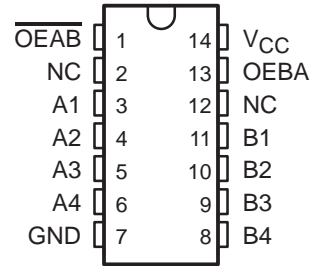 O̅E̅A̅B̅ 1 14 VCC
NC 2 13 OEBA
A1 3 12 NC
A2 4 11 B1
A3 5 10 B2
A4 6 9 B3
GND 7 8 B4